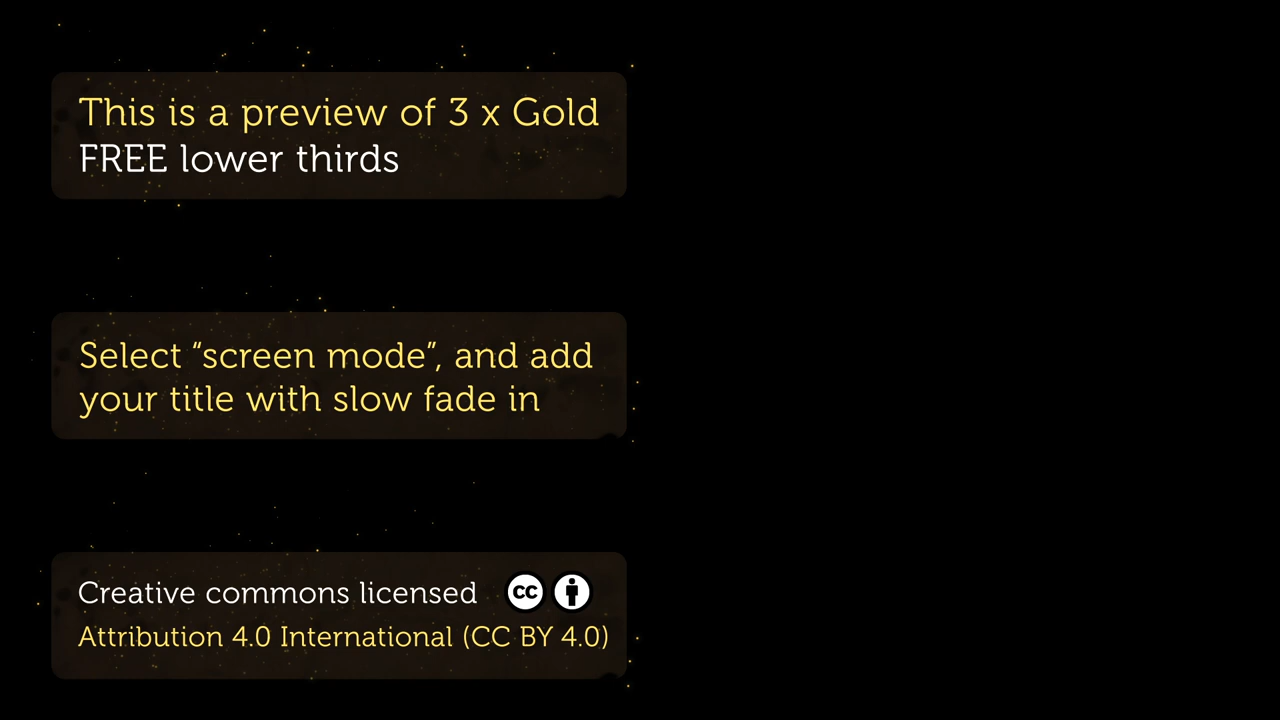 This is a preview of 3 x Gold
FREE lower thirds
Select “screen mode”, and add
your title with slow fade in
Creative commons licensed cc
Attribution 4.0 International (CC BY 4.0)